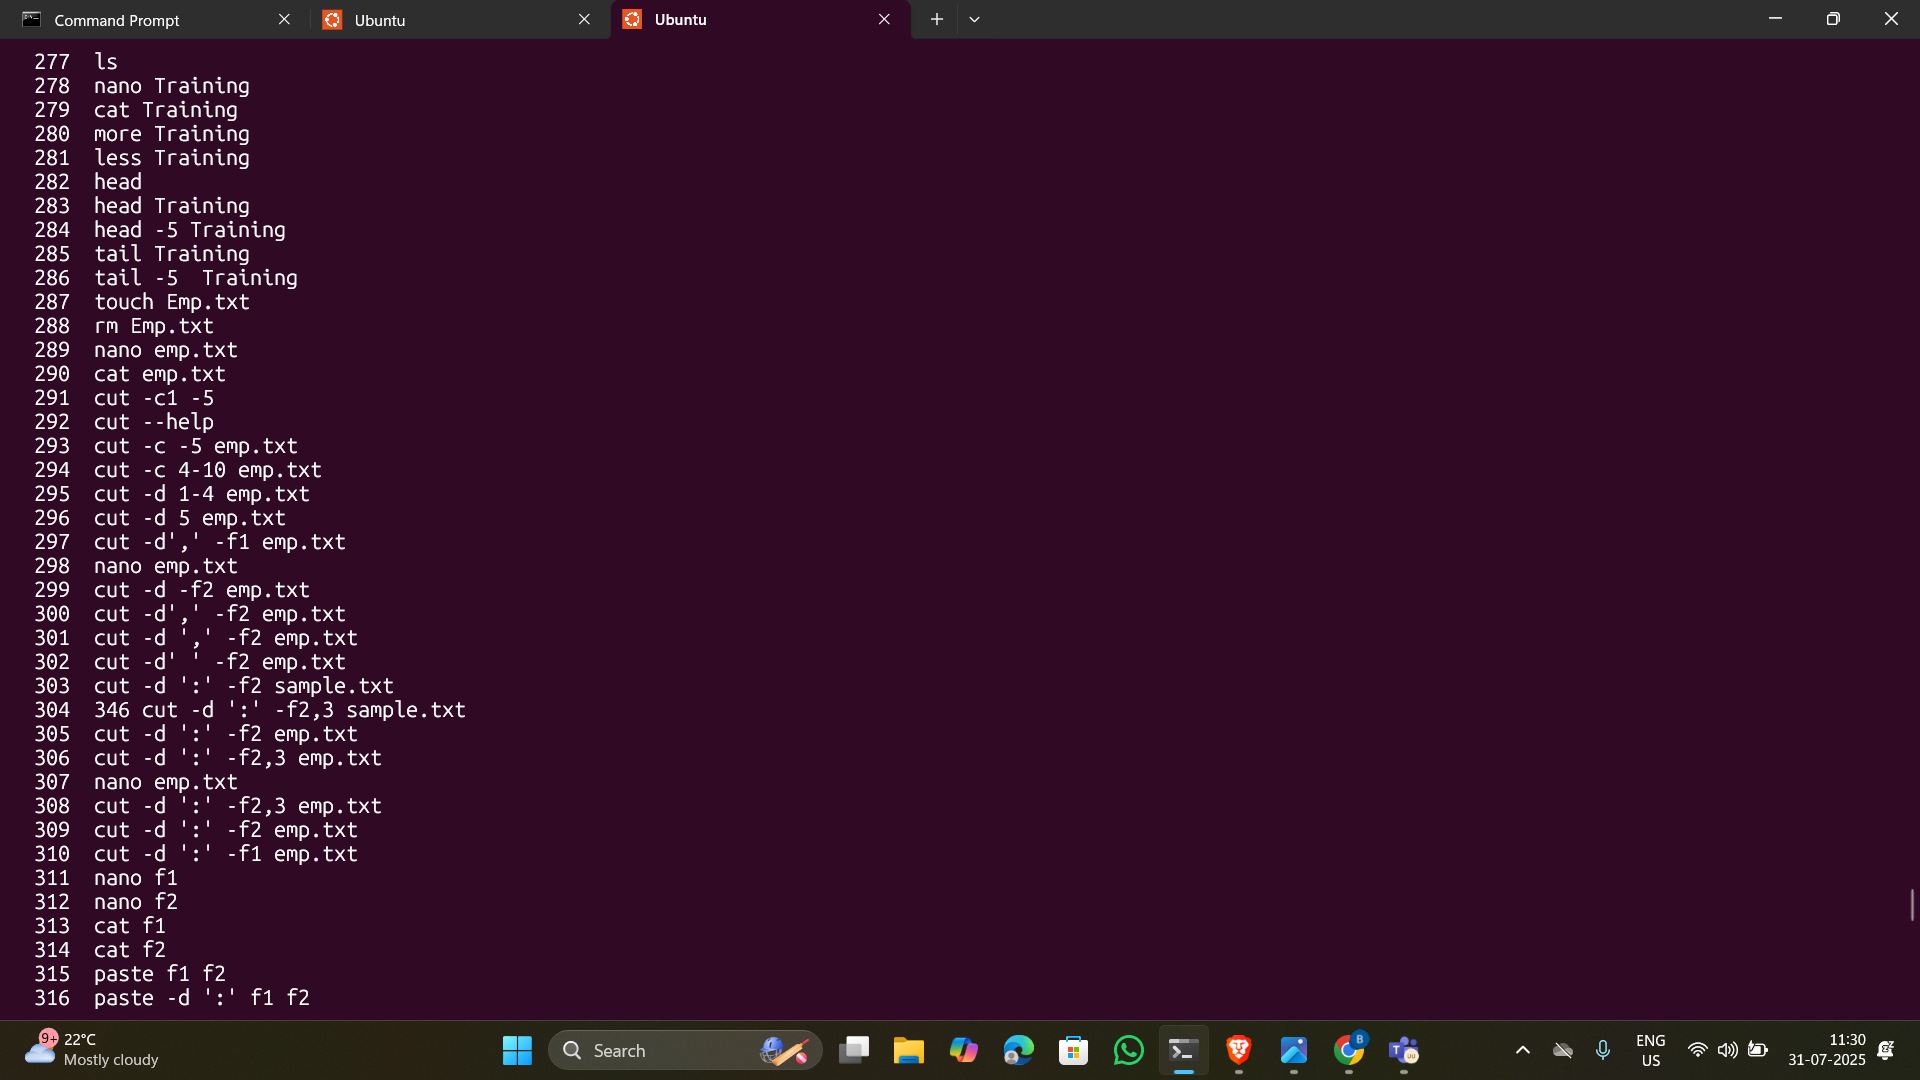 Command Prompt
Ubuntu
Ubuntu
277 ls
278 nano Training
279 cat Training
280 more Training
281 less Training
282 head
283 head Training
284 head -5 Training
285 tail Training
286 tail -5  Training
287 touch Emp.txt
288 rm Emp.txt
289 nano emp.txt
290 cat emp.txt
291 cut -c1 -5
292 cut --help
293 cut -c -5 emp.txt
294 cut -c 4-10 emp.txt
295 cut -d 1-4 emp.txt
296 cut -d 5 emp.txt
297 cut -d',' -f1 emp.txt
298 nano emp.txt
299 cut -d -f2 emp.txt
300 cut -d',' -f2 emp.txt
301 cut -d ',' -f2 emp.txt
302 cut -d' ' -f2 emp.txt
303 cut -d ':' -f2 sample.txt
304 346 cut -d ':' -f2,3 sample.txt
305 cut -d ':' -f2 emp.txt
306 cut -d ':' -f2,3 emp.txt
307 nano emp.txt
308 cut -d ':' -f2,3 emp.txt
309 cut -d ':' -f2 emp.txt
310 cut -d ':' -f1 emp.txt
311 nano f1
312 nano f2
313 cat f1
314 cat f2
315 paste f1 f2
316 paste -d ':' f1 f2
9+
22°C
Mostly cloudy
Search
B
ENG
US
11:30
31-07-2025